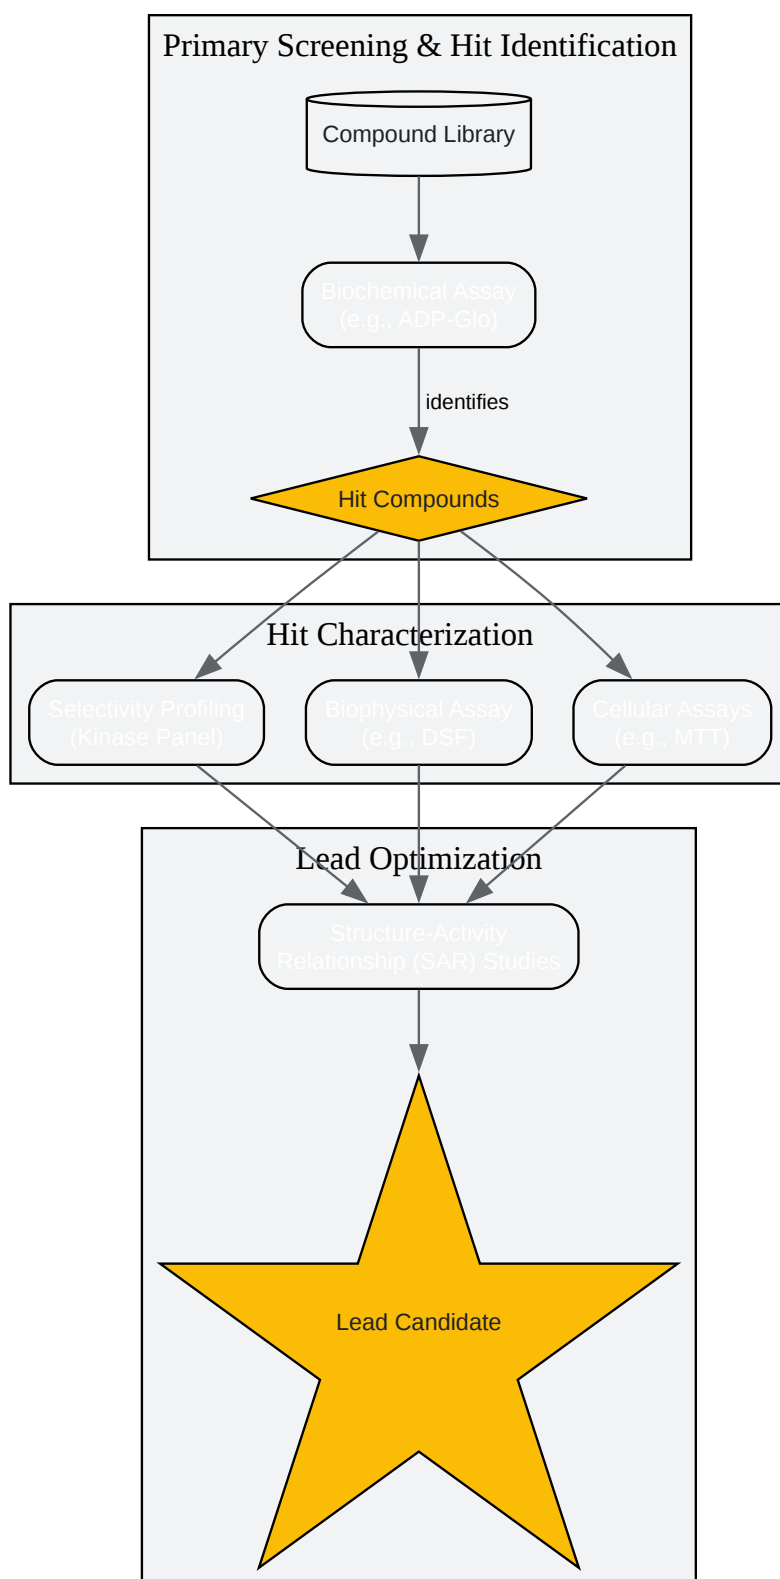 Primary Screening & Hit Identification
Compound Library
Biochemical Assay
(e.g., ADP-Glo)
identifies
Hit Compounds
Hit Characterization
Selectivity Profiling
(Kinase Panel)
Biophysical Assay
(e.g., DSF)
Cellular Assays
(e.g., MTT)
Lead Optimization
Structure-Activity
Relationship (SAR) Studies
Lead Candidate